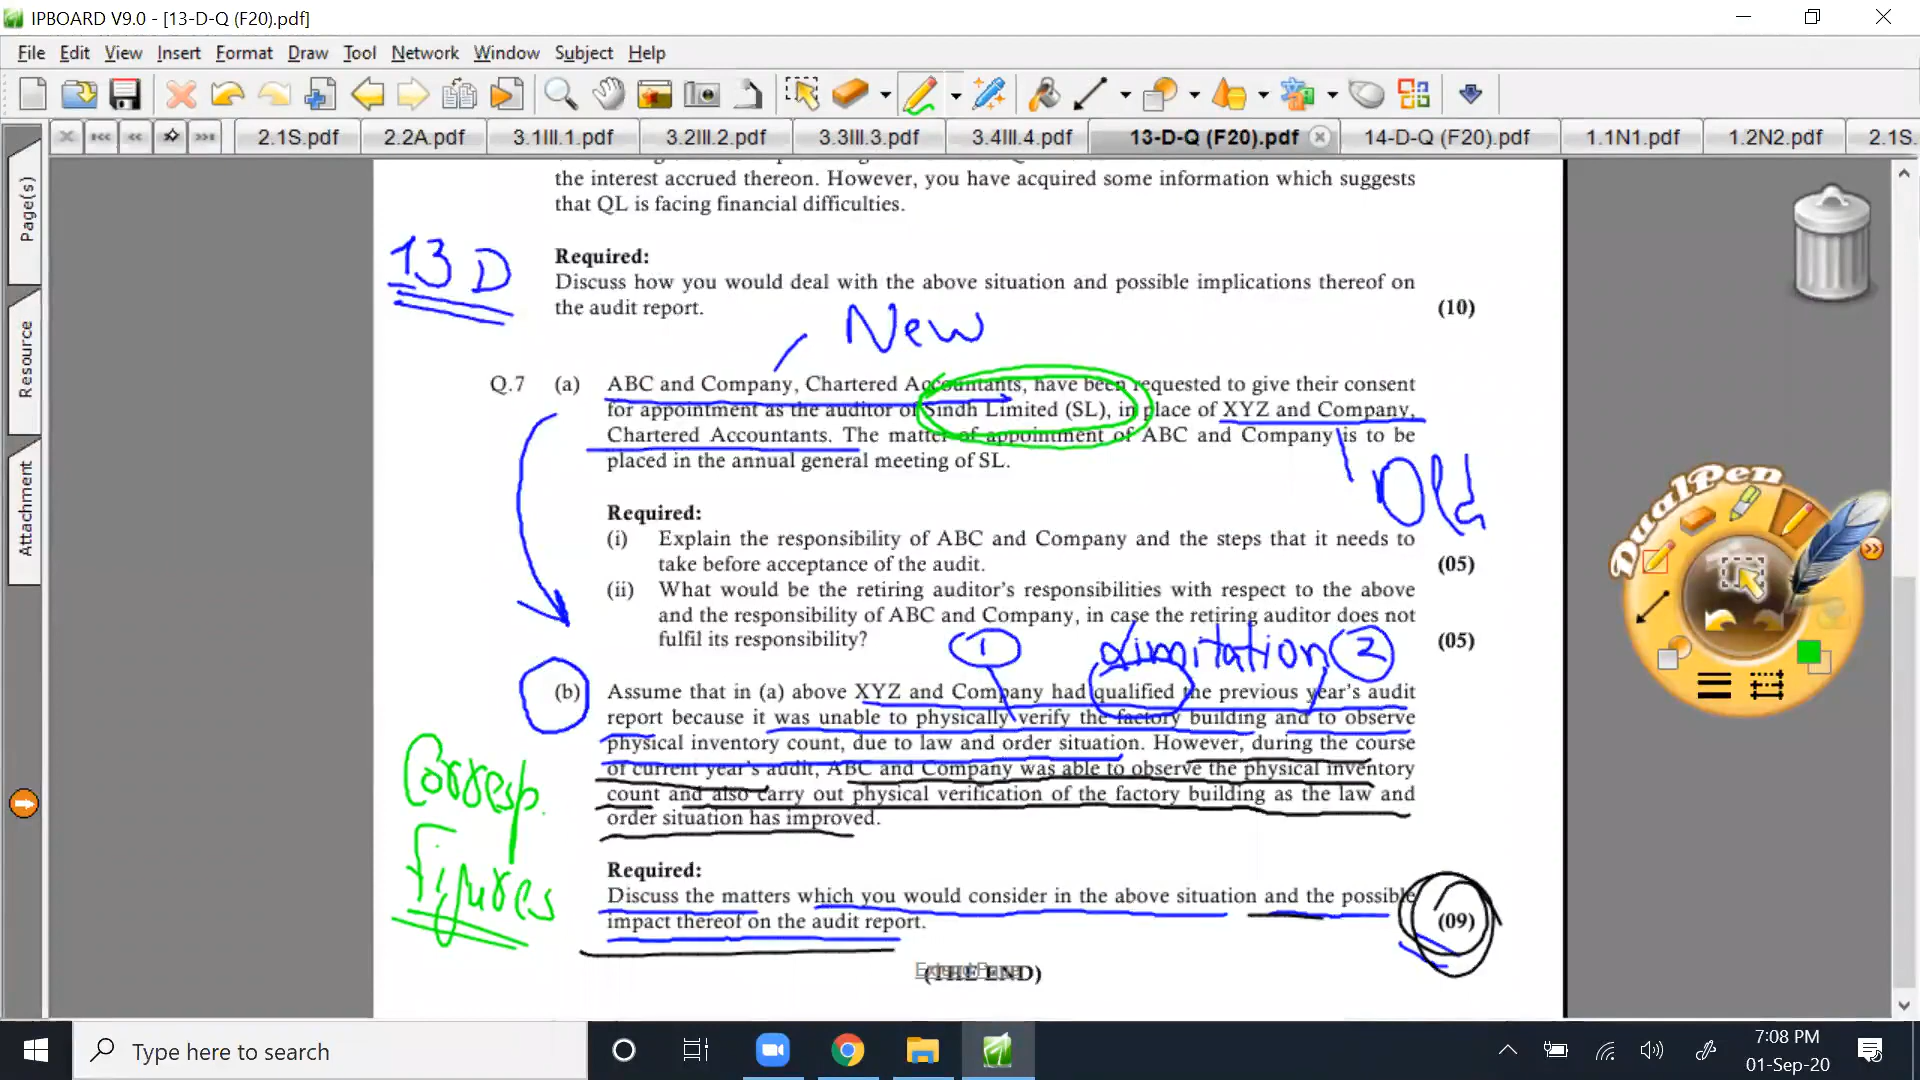 IPBOARD V9.0 - [13-D-Q (F20).pdf]
File Edit View Insert Format Draw Tool Network Window Subject Help
2.1S.pdf 2.2A.pdf 3.1III.1.pdf 3.2III.2.pdf 3.3III.3.pdf 3.4III.4.pdf 13-D-Q (F20).pdf 14-D-Q (F20).pdf 1.1N1.pdf 1.2N2.pdf 2.1S.
Page(s)
Resource
Attachment
the interest accrued thereon. However, you have acquired some information which suggests
that QL is facing financial difficulties.
13 D
Required:
Discuss how you would deal with the above situation and possible implications thereof on
the audit report. (10)
New
Q.7 (a) ABC and Company, Chartered Accountants, have been requested to give their consent
for appointment as the auditor of Sindh Limited (SL), in place of XYZ and Company,
Chartered Accountants. The matter of appointment of ABC and Company is to be
placed in the annual general meeting of SL.
Old
Required:
(i) Explain the responsibility of ABC and Company and the steps that it needs to
take before acceptance of the audit. (05)
(ii) What would be the retiring auditor's responsibilities with respect to the above
and the responsibility of ABC and Company, in case the retiring auditor does not
fulfil its responsibility? (05)
1 Limitation 2
(b) Assume that in (a) above XYZ and Company had qualified the previous year's audit
report because it was unable to physically verify the factory building and to observe
physical inventory count, due to law and order situation. However, during the course
of current year's audit, ABC and Company was able to observe the physical inventory
count and also carry out physical verification of the factory building as the law and
order situation has improved.
Corresp.
Figures
Required:
Discuss the matters which you would consider in the above situation and the possible
impact thereof on the audit report. (09)
(THE END)
Extend Page
DualPen
Type here to search
7:08 PM
01-Sep-20